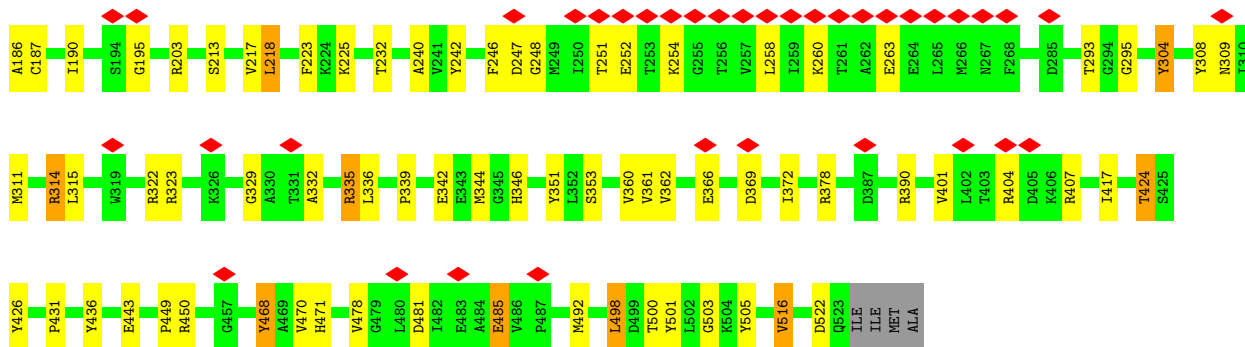 A186 C187 I190 S194 G195 R203 S213 V217 L218 F223 K224 K225 T232 A240 V241 Y242 F246 D247 G248 M249 I250 T251 E252 T253 K254 G255 T256 V257 L258 I259 K260 T261 A262 E263 E264 L265 M266 N267 F268 D285 T293 G294 G295 Y304 Y308 N309 I310
M311 R314 L315 W319 R322 R323 K326 G329 A330 T331 A332 R335 L336 P339 E342 E343 M344 G345 H346 Y351 L352 S353 V360 V361 V362 E366 D369 I372 R378 D387 R390 V401 L402 T403 R404 D405 K406 R407 I417 T424 S425
Y426 P431 Y436 E443 P449 R450 G457 Y468 A469 V470 H471 V478 G479 L480 D481 I482 E483 A484 E485 V486 P487 M492 L498 D499 T500 Y501 L502 G503 K504 Y505 V516 D522 Q523 ILE ILE MET ALA